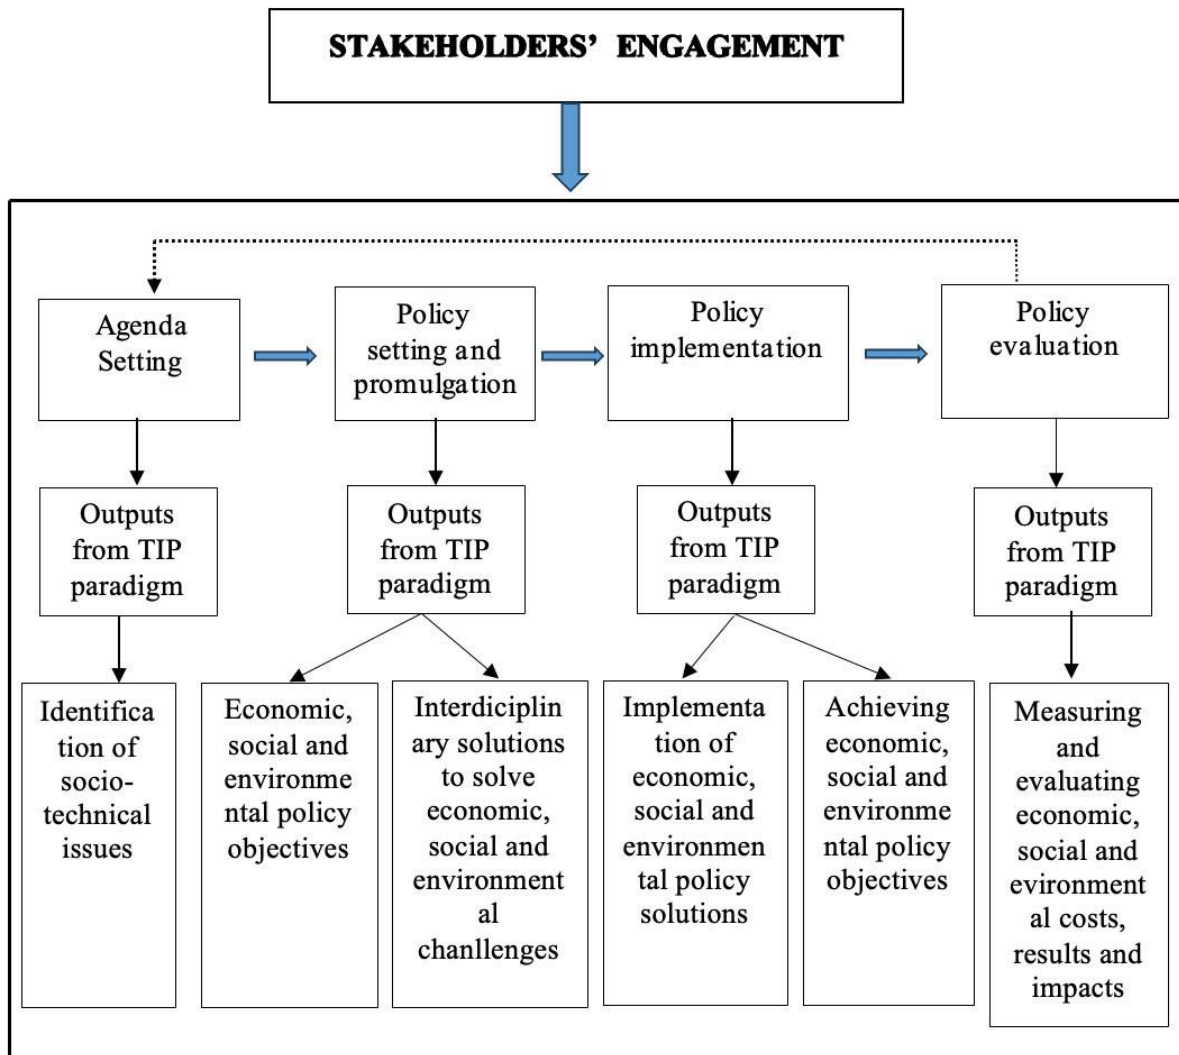 STAKEHOLDERS’ ENGAGEMENT
Agenda
Setting
Policy
setting and
promulgation
Policy
implementation
Policy
evaluation
Outputs
from TIP
paradigm
Outputs
from TIP
paradigm
Outputs
from TIP
paradigm
Outputs
from TIP
paradigm
Identifica
tion of
socio-
technical
issues
Economic,
social and
environme
ntal policy
objectives
Interdiciplin
ary solutions
to solve
economic,
social and
environment
al
chanllenges
Implementa
tion of
economic,
social and
environmen
tal policy
solutions
Achieving
economic,
social and
environme
ntal policy
objectives
Measuring
and
evaluating
economic,
social and
evironment
al costs,
results and
impacts